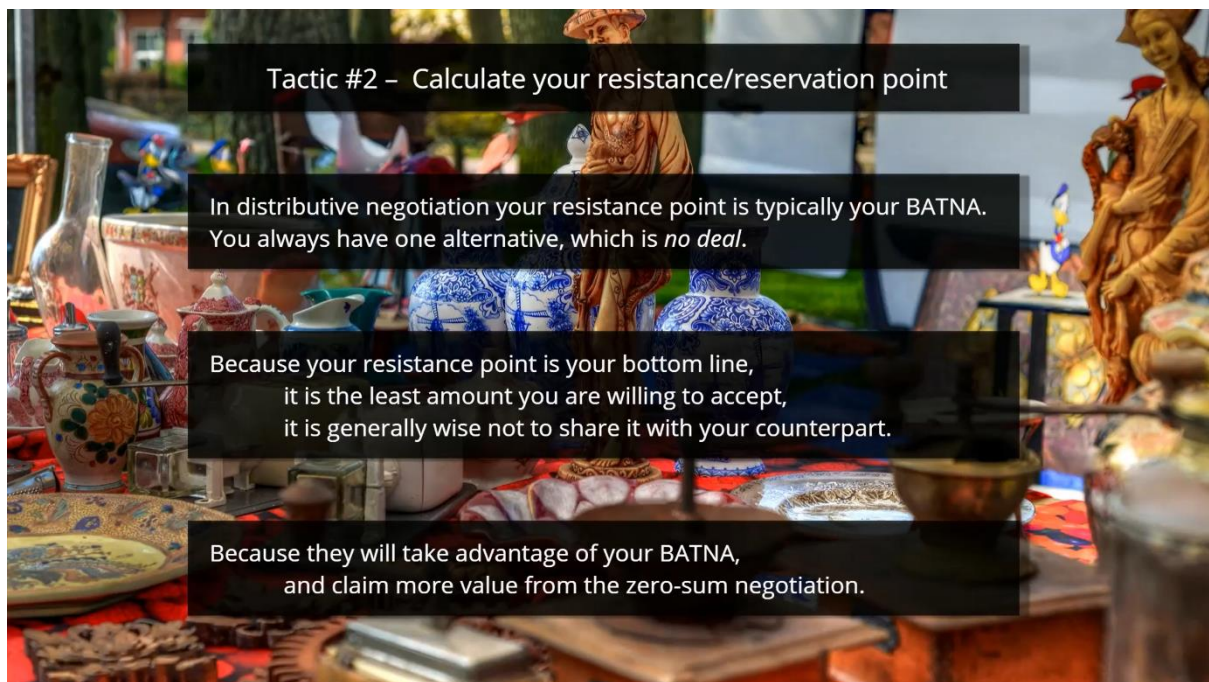 Tactic #2 – Calculate your resistance/reservation point
In distributive negotiation your resistance point is typically your BATNA.
You always have one alternative, which is no deal.
Because your resistance point is your bottom line,
it is the least amount you are willing to accept,
it is generally wise not to share it with your counterpart.
Because they will take advantage of your BATNA,
and claim more value from the zero-sum negotiation.